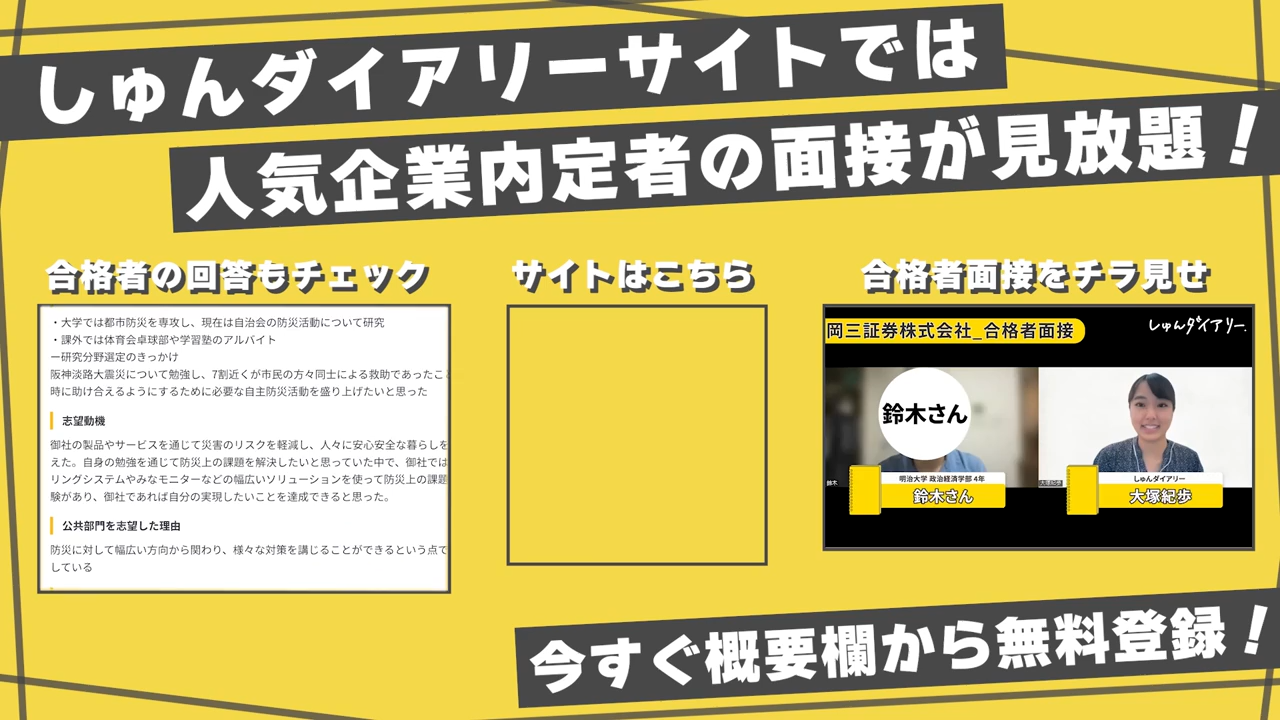 しゅんダイアリーサイトでは
人気企業内定者の面接が見放題！
合格者の回答もチェック
・大学では都市防災を専攻し、現在は自治会の防災活動について研究
・課外では体育会卓球部や学習塾のアルバイト
ー研究分野選定のきっかけ
阪神淡路大震災について勉強し、7割近くが市民の方々同士による救助であったこ
時に助け合えるようにするために必要な自主防災活動を盛り上げたいと思った
志望動機
御社の製品やサービスを通じて災害のリスクを軽減し、人々に安心安全な暮らしを
えた。自身の勉強を通じて防災上の課題を解決したいと思っていた中で、御社では
リングシステムやみなモニターなどの幅広いソリューションを使って防災上の課題
験があり、御社であれば自分の実現したいことを達成できると思った。
公共部門を志望した理由
防災に対して幅広い方向から関わり、様々な対策を講じることができるという点で
している
サイトはこちら
合格者面接をチラ見せ
岡三証券株式会社_合格者面接
しゅんダイアリー.
鈴木さん
鈴木
明治大学 政治経済学部 4年
鈴木さん
大塚紀歩
しゅんダイアリー
大塚紀歩
今すぐ概要欄から無料登録！